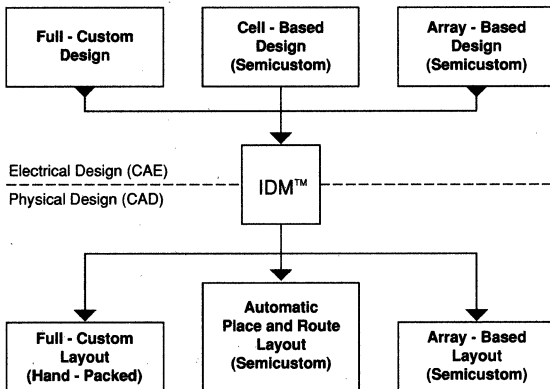 Full - Custom
Design
Cell - Based
Design
(Semicustom)
Array - Based
Design
(Semicustom)
Electrical Design (CAE)
Physical Design (CAD)
IDM™
Full - Custom
Layout
(Hand - Packed)
Automatic
Place and Route
Layout
(Semicustom)
Array - Based
Layout
(Semicustom)